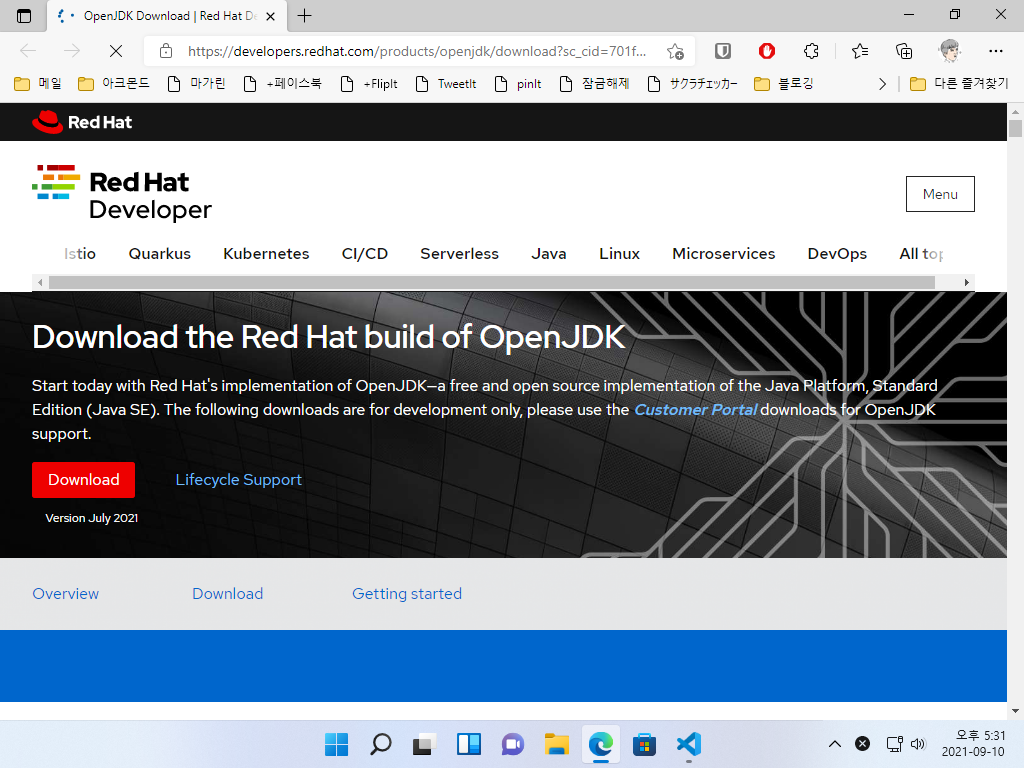 OpenJDK Download | Red Hat De
https://developers.redhat.com/products/openjdk/download?sc_cid=701f...
메일 아크몬드 마가린 +페이스북 +FlipIt TweetIt pinIt 잠금해제 サクラチェッカー 블로깅 다른 즐겨찾기
Red Hat
Red Hat
Developer
Menu
Istio Quarkus Kubernetes CI/CD Serverless Java Linux Microservices DevOps All top
Download the Red Hat build of OpenJDK
Start today with Red Hat's implementation of OpenJDK—a free and open source implementation of the Java Platform, Standard
Edition (Java SE). The following downloads are for development only, please use the Customer Portal downloads for OpenJDK
support.
Download Lifecycle Support
Version July 2021
Overview Download Getting started
오후 5:31
2021-09-10